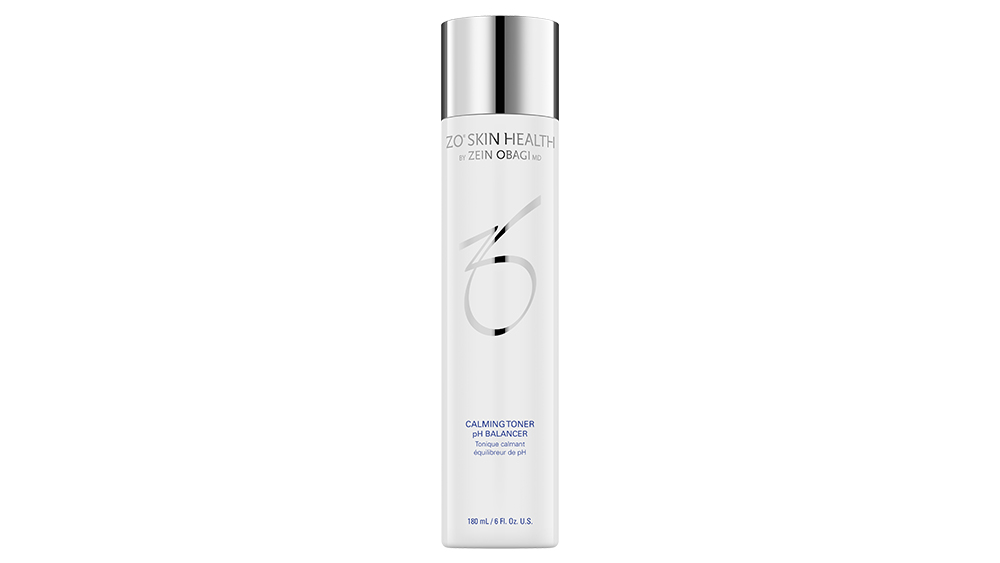 ZO® SKIN HEALTH
BY ZEIN OBAGI MD
CALMING TONER
pH BALANCER
Tonique calmant
équilibreur de pH
180 mL / 6 Fl. Oz. U.S.